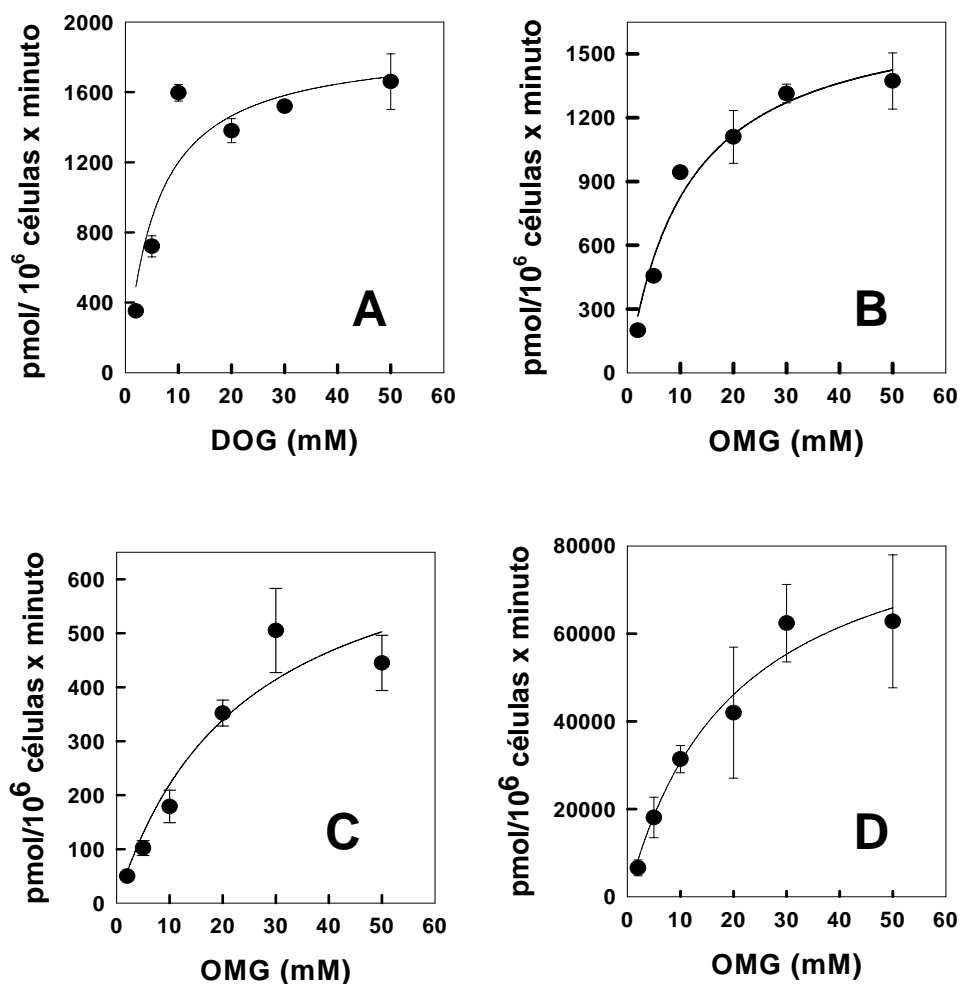 pmol/ 10⁶ células x minuto
2000
1600
1200
800
400
0
A
0 10 20 30 40 50 60
DOG (mM)
pmol/10⁶ células x minuto
1500
1200
900
600
300
0
B
0 10 20 30 40 50 60
OMG (mM)
pmol/10⁶ células x minuto
600
500
400
300
200
100
0
C
0 10 20 30 40 50 60
OMG (mM)
pmol/10⁶ células x minuto
80000
60000
40000
20000
0
D
0 10 20 30 40 50 60
OMG (mM)